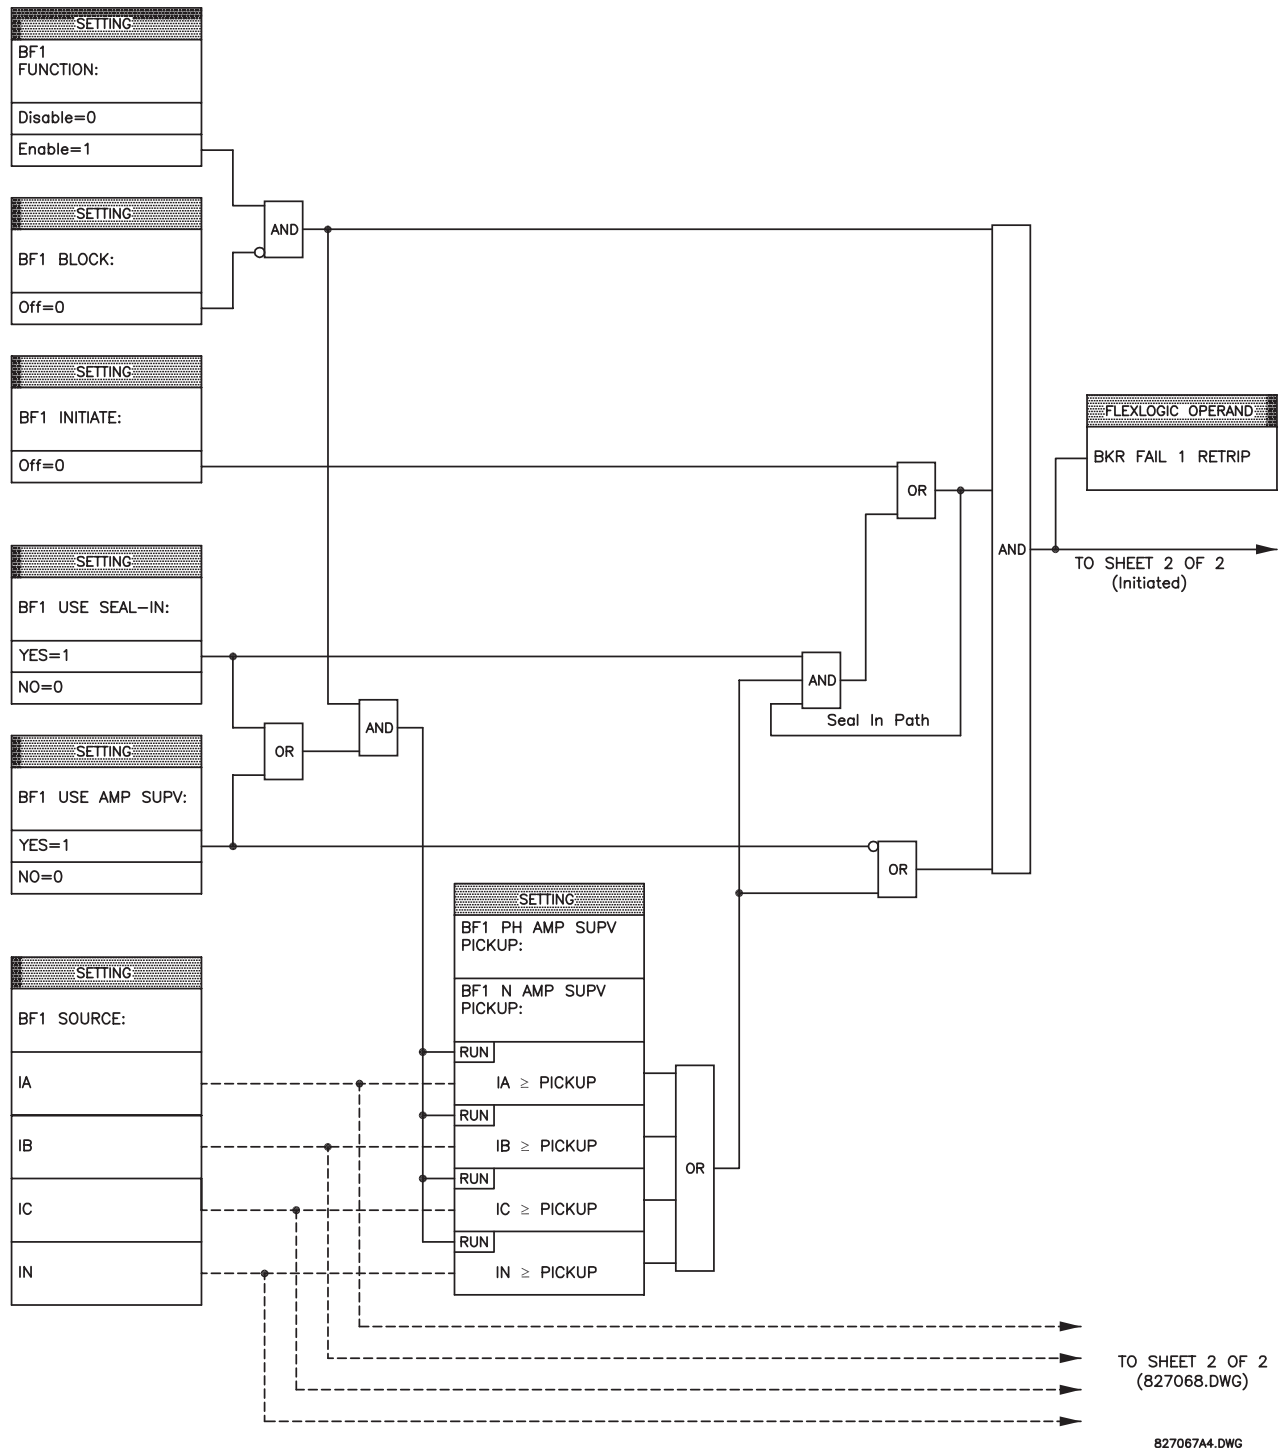 SETTING
BF1
FUNCTION:
Disable=0
Enable=1
SETTING
BF1 BLOCK:
Off=0
AND
SETTING
BF1 INITIATE:
Off=0
OR
AND
FLEXLOGIC OPERAND
BKR FAIL 1 RETRIP
TO SHEET 2 OF 2
(Initiated)
SETTING
BF1 USE SEAL-IN:
YES=1
NO=0
AND
Seal In Path
OR
AND
SETTING
BF1 USE AMP SUPV:
YES=1
NO=0
OR
SETTING
BF1 PH AMP SUPV
PICKUP:
BF1 N AMP SUPV
PICKUP:
RUN
IA ≥ PICKUP
RUN
IB ≥ PICKUP
RUN
IC ≥ PICKUP
RUN
IN ≥ PICKUP
OR
SETTING
BF1 SOURCE:
IA
IB
IC
IN
TO SHEET 2 OF 2
(827068.DWG)
827067A4.DWG